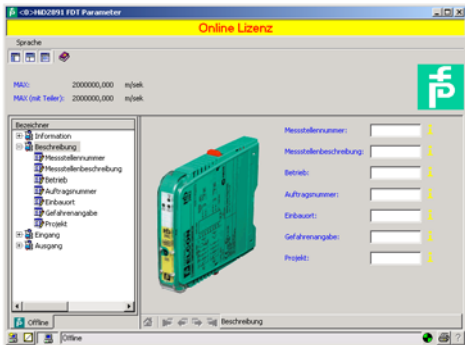 <0>HiD2891 FDT Parameter
Online Lizenz
Sprache
MAX: 2000000,000 m/sek
MAX (mit Teiler): 2000000,000 m/sek
Bezeichner
Information
Beschreibung
Messstellennummer
Messstellenbeschreibung
Betrieb
Auftragsnummer
Einbauort
Gefahrenangabe
Projekt
Eingang
Ausgang
Messstellennummer:
Messstellenbeschreibung:
Betrieb:
Auftragsnummer:
Einbauort:
Gefahrenangabe:
Projekt:
ELCON
Offline
Beschreibung
Offline